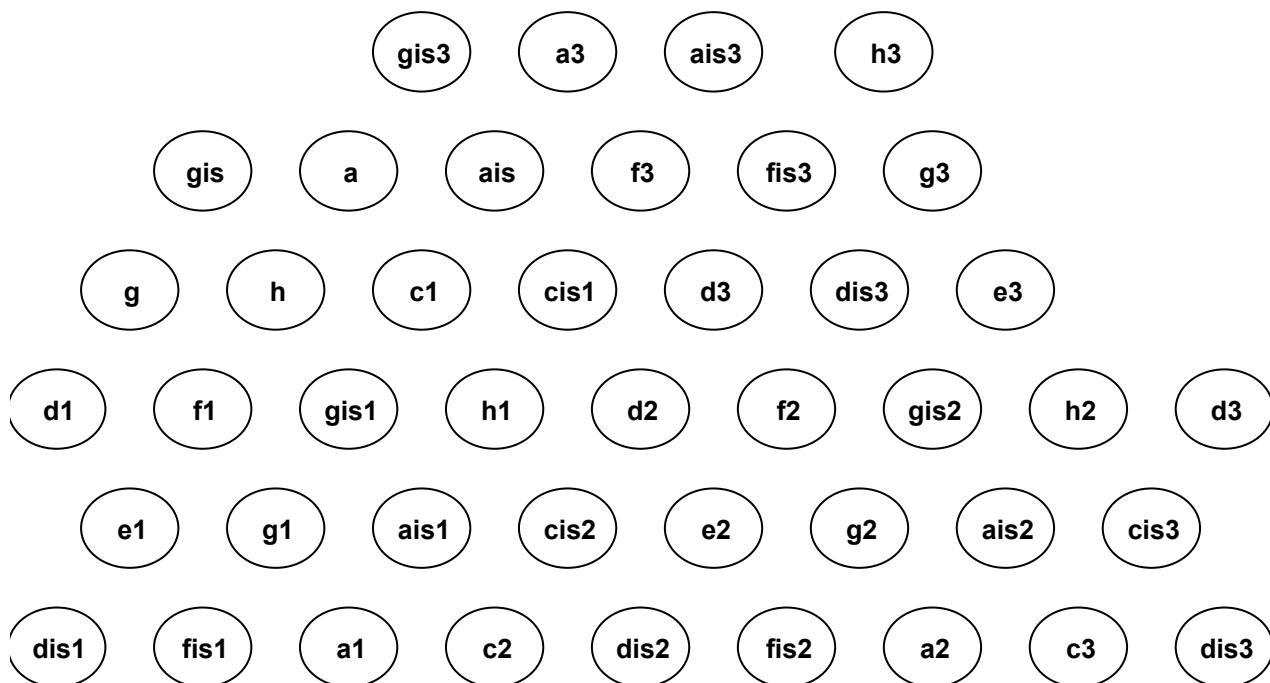 gis3 a3 ais3 h3
gis a ais f3 fis3 g3
g h c1 cis1 d3 dis3 e3
d1 f1 gis1 h1 d2 f2 gis2 h2 d3
e1 g1 ais1 cis2 e2 g2 ais2 cis3
dis1 fis1 a1 c2 dis2 fis2 a2 c3 dis3